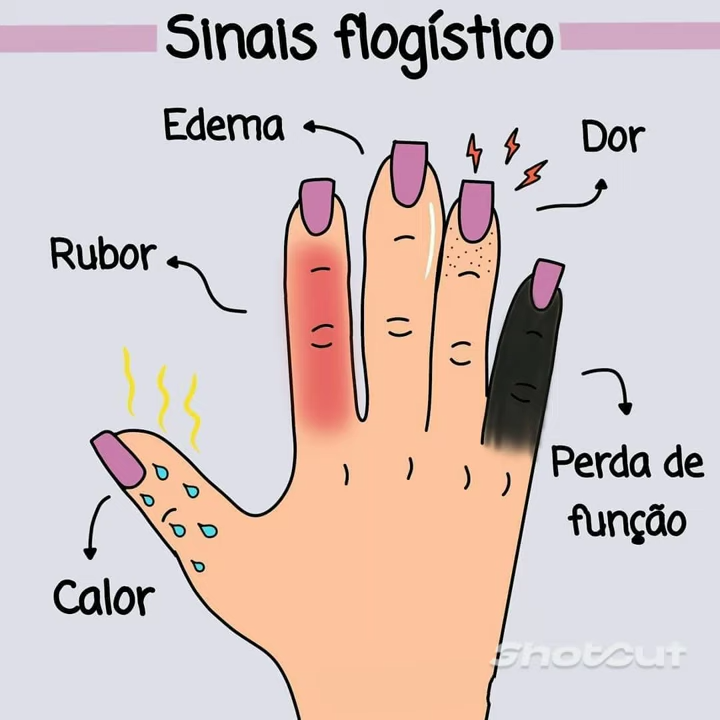 Sinais flogístico
Edema
Dor
Rubor
Perda de
função
Calor
ShotCut